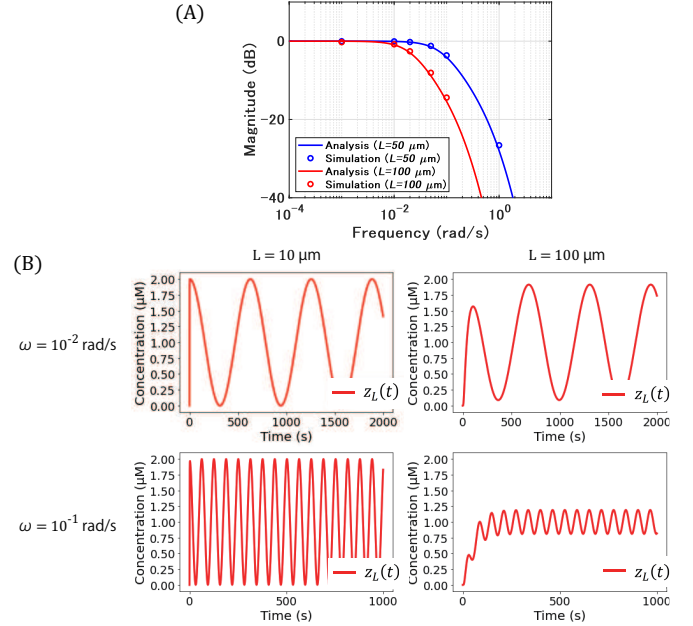 (A)
0
-20
-40
Magnitude (dB)
Analysis (L=50 μm)
Simulation (L=50 μm)
Analysis (L=100 μm)
Simulation (L=100 μm)
10⁻⁴ 10⁻² 10⁰
Frequency (rad/s)
(B)
L = 10 μm L = 100 μm
ω = 10⁻² rad/s
Concentration (μM)
2.00
1.75
1.50
1.25
1.00
0.75
0.50
0.25
0.00
z_L(t)
0 500 1000 1500 2000
Time (s)
Concentration (μM)
2.00
1.75
1.50
1.25
1.00
0.75
0.50
0.25
0.00
z_L(t)
0 500 1000 1500 2000
Time (s)
ω = 10⁻¹ rad/s
Concentration (μM)
2.00
1.75
1.50
1.25
1.00
0.75
0.50
0.25
0.00
z_L(t)
0 500 1000
Time (s)
Concentration (μM)
2.00
1.75
1.50
1.25
1.00
0.75
0.50
0.25
0.00
z_L(t)
0 500 1000
Time (s)